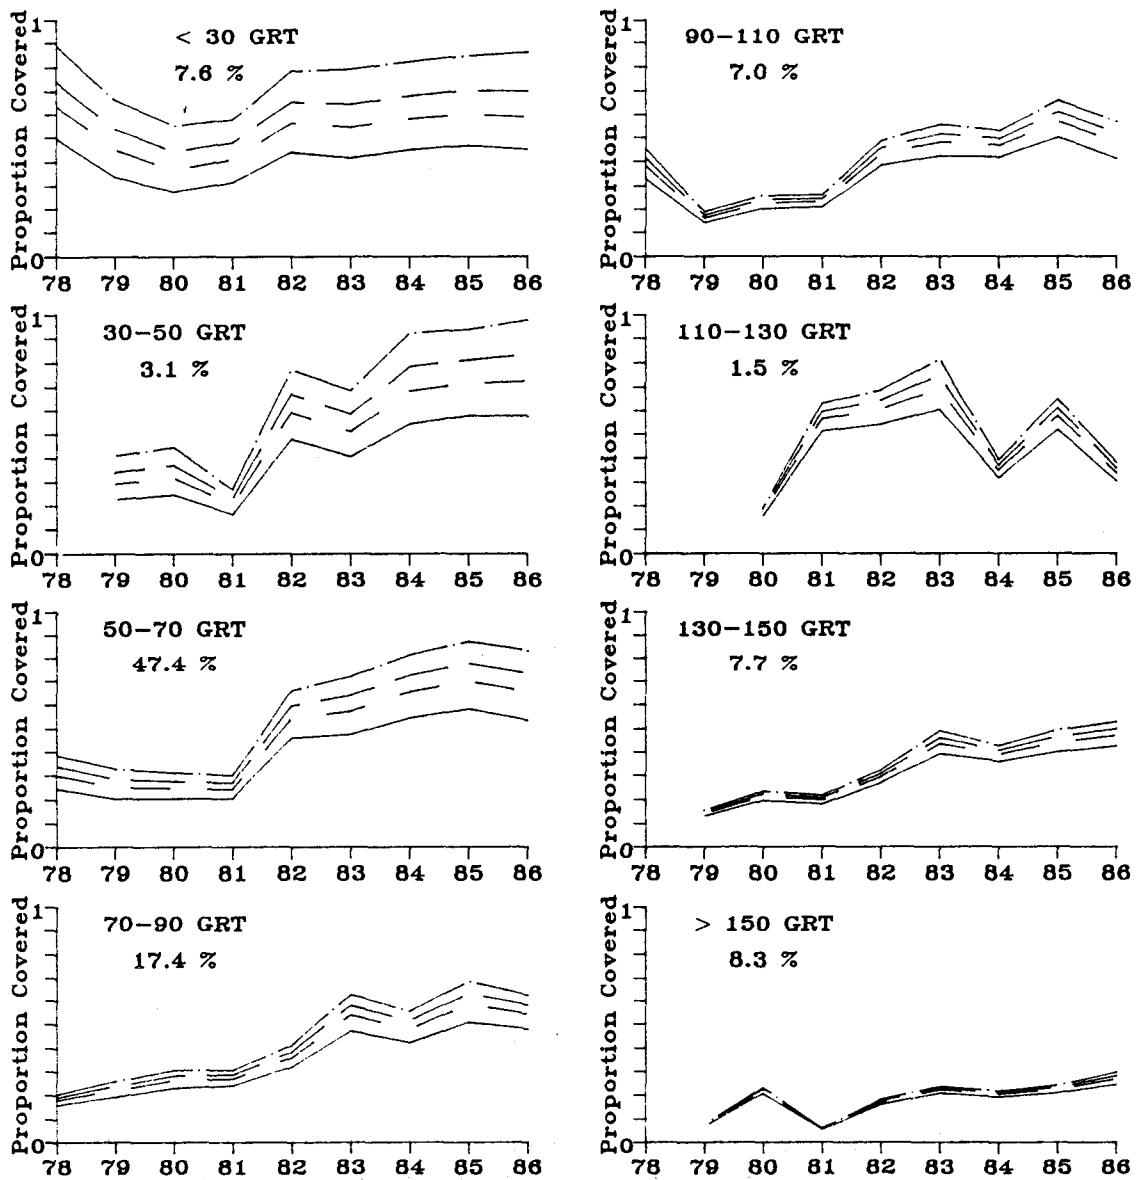 Proportion Covered
1
0
< 30 GRT
7.6 %
78 79 80 81 82 83 84 85 86
Proportion Covered
1
0
30-50 GRT
3.1 %
78 79 80 81 82 83 84 85 86
Proportion Covered
1
0
50-70 GRT
47.4 %
78 79 80 81 82 83 84 85 86
Proportion Covered
1
0
70-90 GRT
17.4 %
78 79 80 81 82 83 84 85 86
Proportion Covered
1
0
90-110 GRT
7.0 %
78 79 80 81 82 83 84 85 86
Proportion Covered
1
0
110-130 GRT
1.5 %
78 79 80 81 82 83 84 85 86
Proportion Covered
1
0
130-150 GRT
7.7 %
78 79 80 81 82 83 84 85 86
Proportion Covered
1
0
> 150 GRT
8.3 %
78 79 80 81 82 83 84 85 86